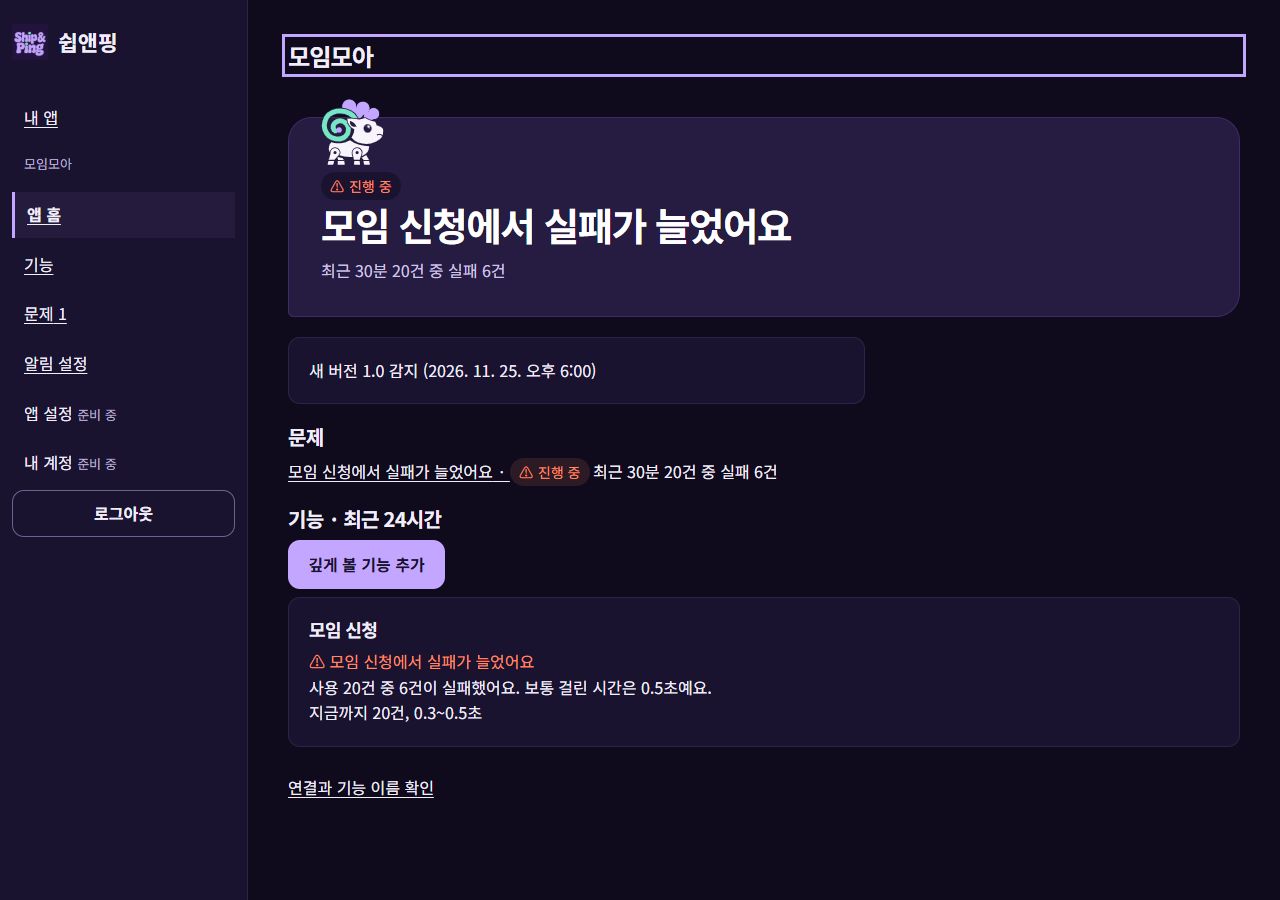 Ship&
Ping
쉽앤핑
내 앱
모임모아
앱 홈
기능
문제 1
알림 설정
앱 설정 준비 중
내 계정 준비 중
로그아웃
모임모아
진행 중
모임 신청에서 실패가 늘었어요
최근 30분 20건 중 실패 6건
새 버전 1.0 감지 (2026. 11. 25. 오후 6:00)
문제
모임 신청에서 실패가 늘었어요 · 진행 중 최근 30분 20건 중 실패 6건
기능 · 최근 24시간
깊게 볼 기능 추가
모임 신청
모임 신청에서 실패가 늘었어요
사용 20건 중 6건이 실패했어요. 보통 걸린 시간은 0.5초예요.
지금까지 20건, 0.3~0.5초
연결과 기능 이름 확인